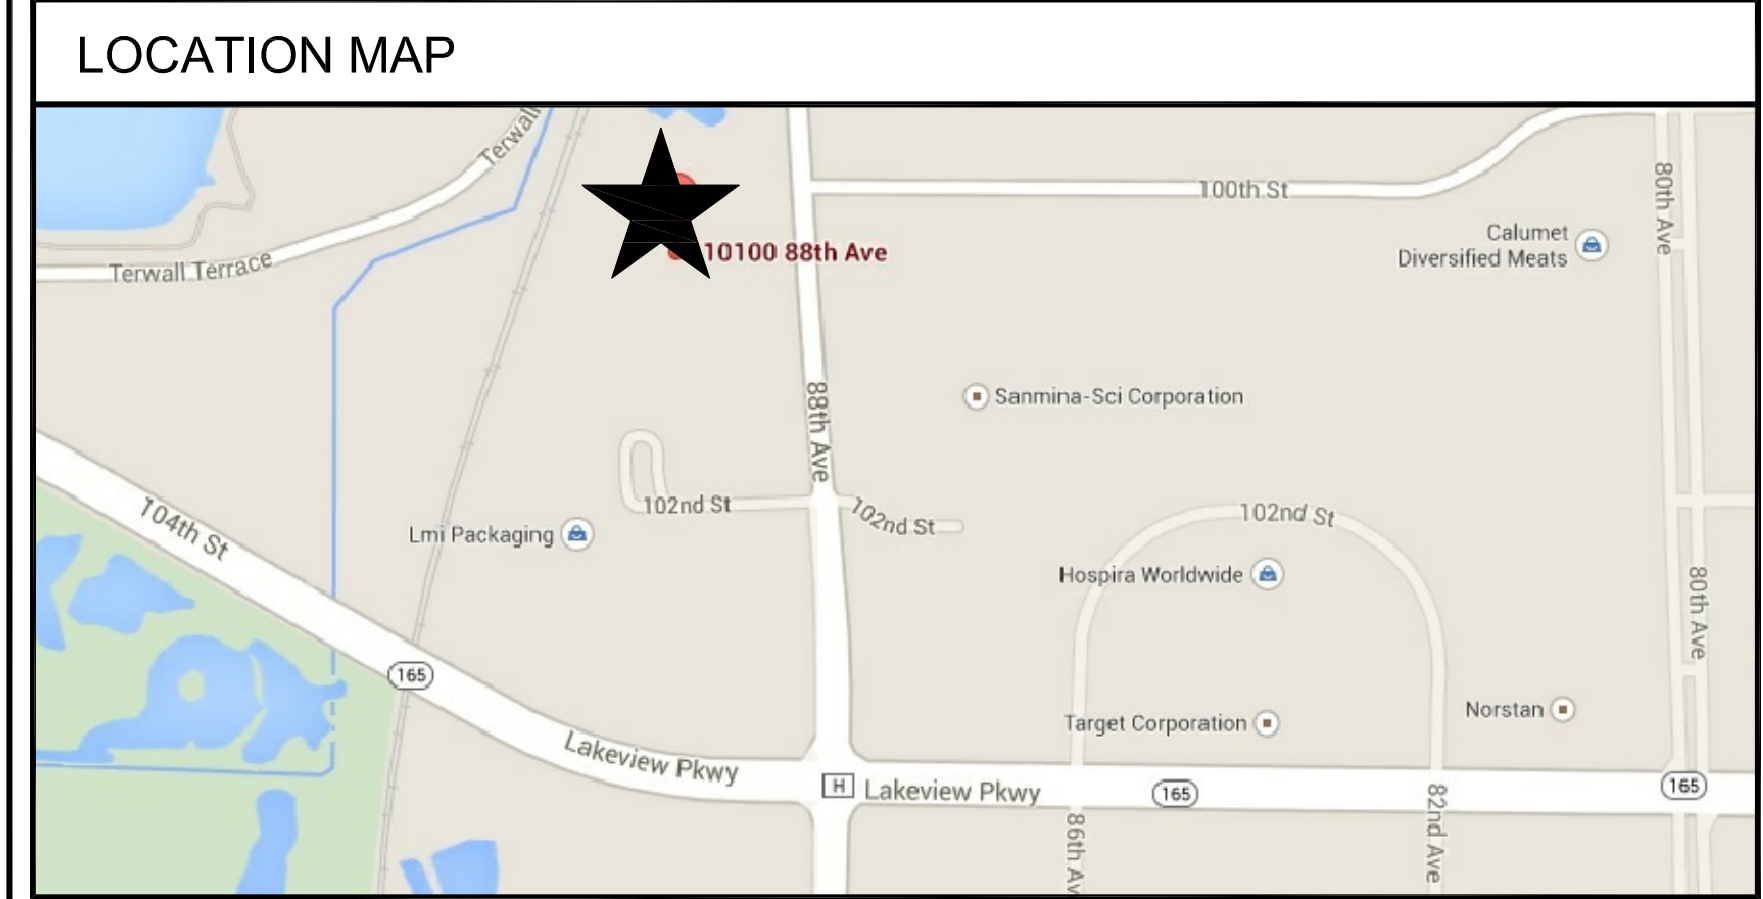 LOCATION MAP
Terwall
100th St
80th Ave
Calumet
Diversified Meats
10100 88th Ave
Terwall Terrace
88th Ave
Sanmina-Sci Corporation
102nd St
102nd St
102nd St
104th St
Lmi Packaging
Hospira Worldwide
80th Ave
165
Norstan
Target Corporation
Lakeview Pkwy
H
Lakeview Pkwy
165
165
86th Av
82nd Ave